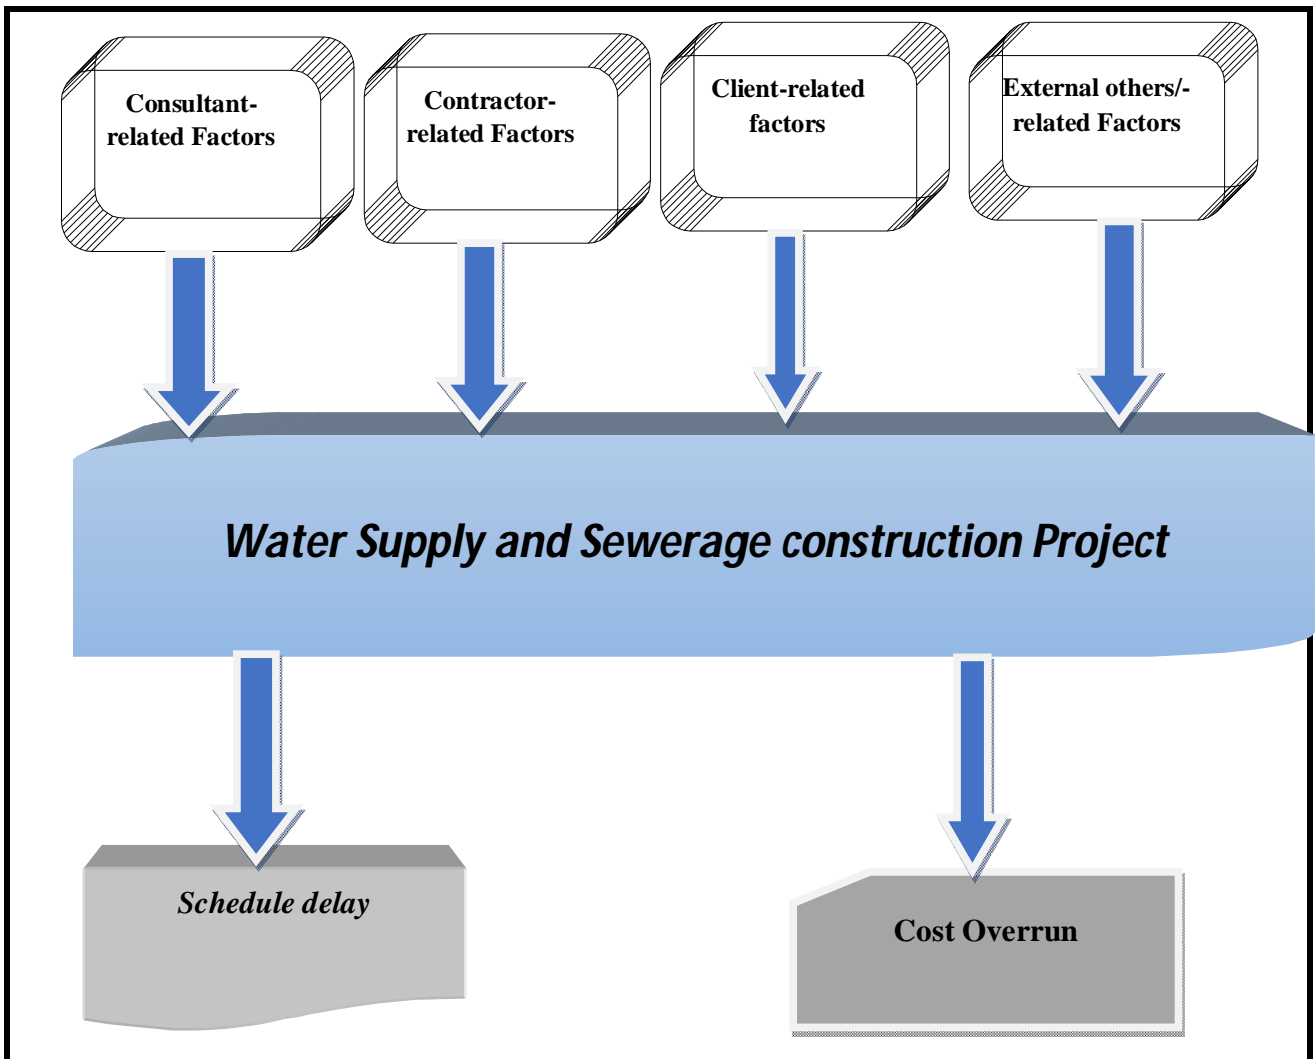 Consultant-
related Factors
Contractor-
related Factors
Client-related
factors
External others/-
related Factors
Water Supply and Sewerage construction Project
Schedule delay
Cost Overrun